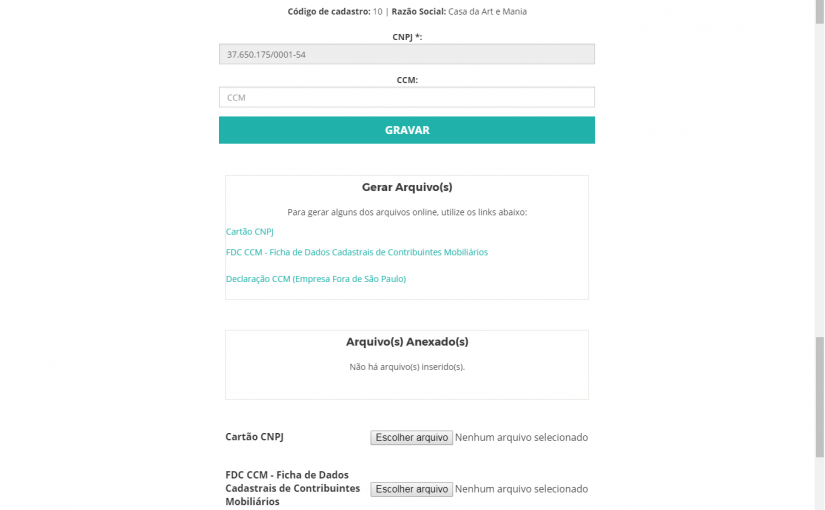 Código de cadastro: 10 | Razão Social: Casa da Art e Mania
CNPJ *:
37.650.175/0001-54
CCM:
CCM
GRAVAR
Gerar Arquivo(s)
Para gerar alguns dos arquivos online, utilize os links abaixo:
Cartão CNPJ
FDC CCM - Ficha de Dados Cadastrais de Contribuintes Mobiliários
Declaração CCM (Empresa Fora de São Paulo)
Arquivo(s) Anexado(s)
Não há arquivo(s) inserido(s).
Cartão CNPJ
Escolher arquivo Nenhum arquivo selecionado
FDC CCM - Ficha de Dados
Cadastrais de Contribuintes
Mobiliários
Escolher arquivo Nenhum arquivo selecionado